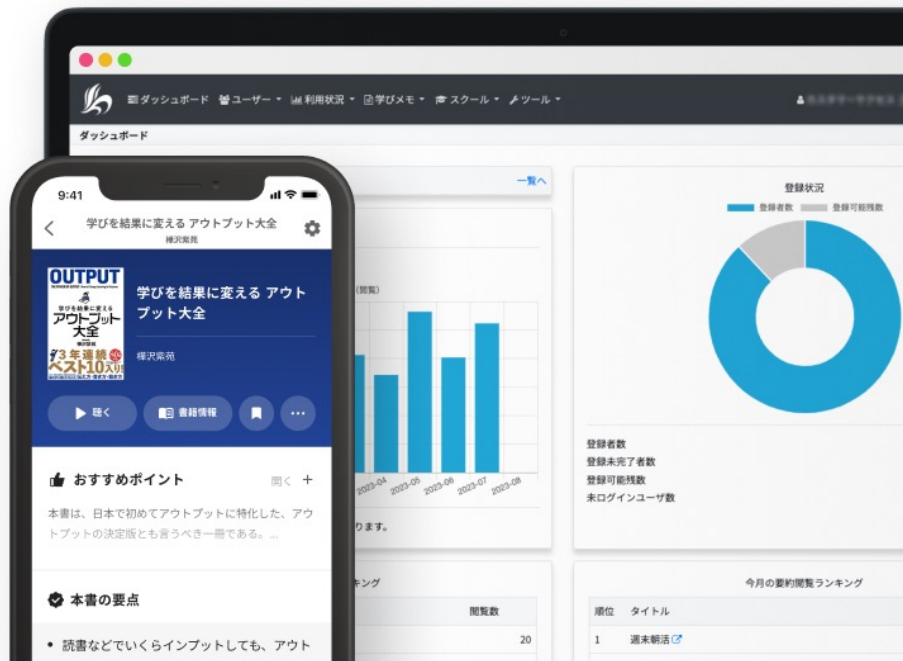 ダッシュボード ユーザー 利用状況 学びメモ スクール ツール
ダッシュボード
一覧へ
(閲覧)
2023-04 2023-05 2023-06 2023-07 2023-08
ります。
キング
閲覧数
20
登録状況
登録者数 登録可能残数
登録者数
登録未完了者数
登録可能残数
未ログインユーザ数
今月の要約閲覧ランキング
順位 タイトル
1 週末朝活
9:41
学びを結果に変える アウトプット大全
樺沢紫苑
OUTPUT
学びを結果に変える
アウトプット
大全
樺沢紫苑
3年連続
ベスト10入り!
学びを結果に変える アウト
プット大全
樺沢紫苑
聴く 書籍情報
おすすめポイント 開く +
本書は、日本で初めてアウトプットに特化した、アウ
トプットの決定版とも言うべき一冊である。...
本書の要点
• 読書などでいくらインプットしても、アウト